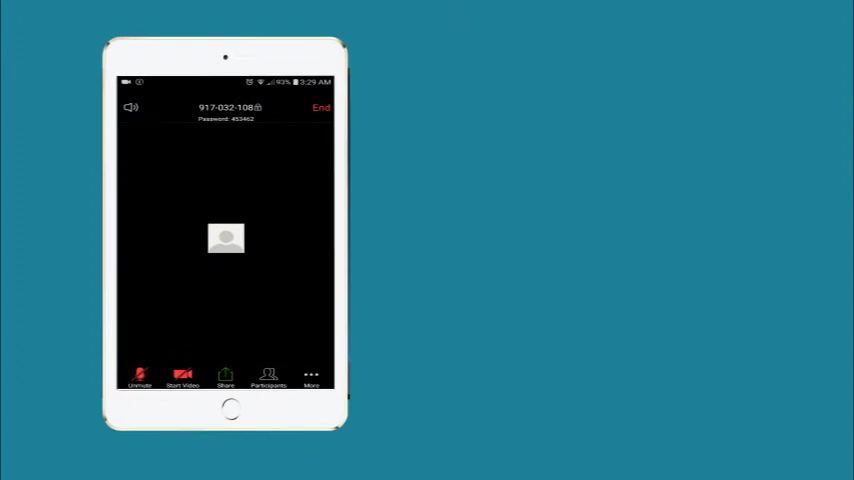 93% 3:29 AM
917-032-108 End
Password: 453462
Unmute Start Video Share Participants More